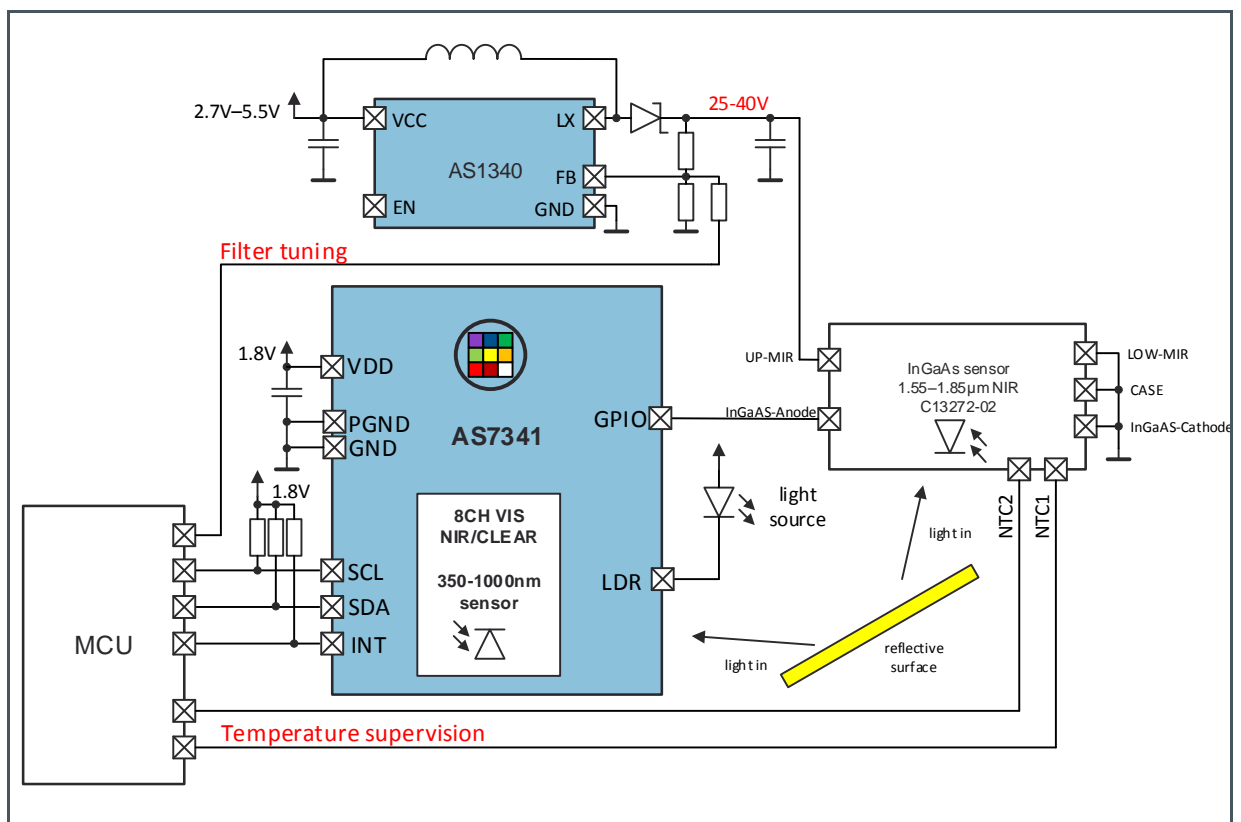 2.7V–5.5V
VCC
LX
25-40V
AS1340
FB
EN
GND
Filter tuning
1.8V
VDD
UP-MIR
InGaAs sensor
1.55–1.85µm NIR
C13272-02
LOW-MIR
CASE
PGND
AS7341
GPIO
InGaAS-Anode
InGaAS-Cathode
GND
1.8V
8CH VIS
NIR/CLEAR
350-1000nm
sensor
light
source
NTC2
NTC1
light in
SCL
LDR
SDA
MCU
INT
light in
reflective
surface
Temperature supervision